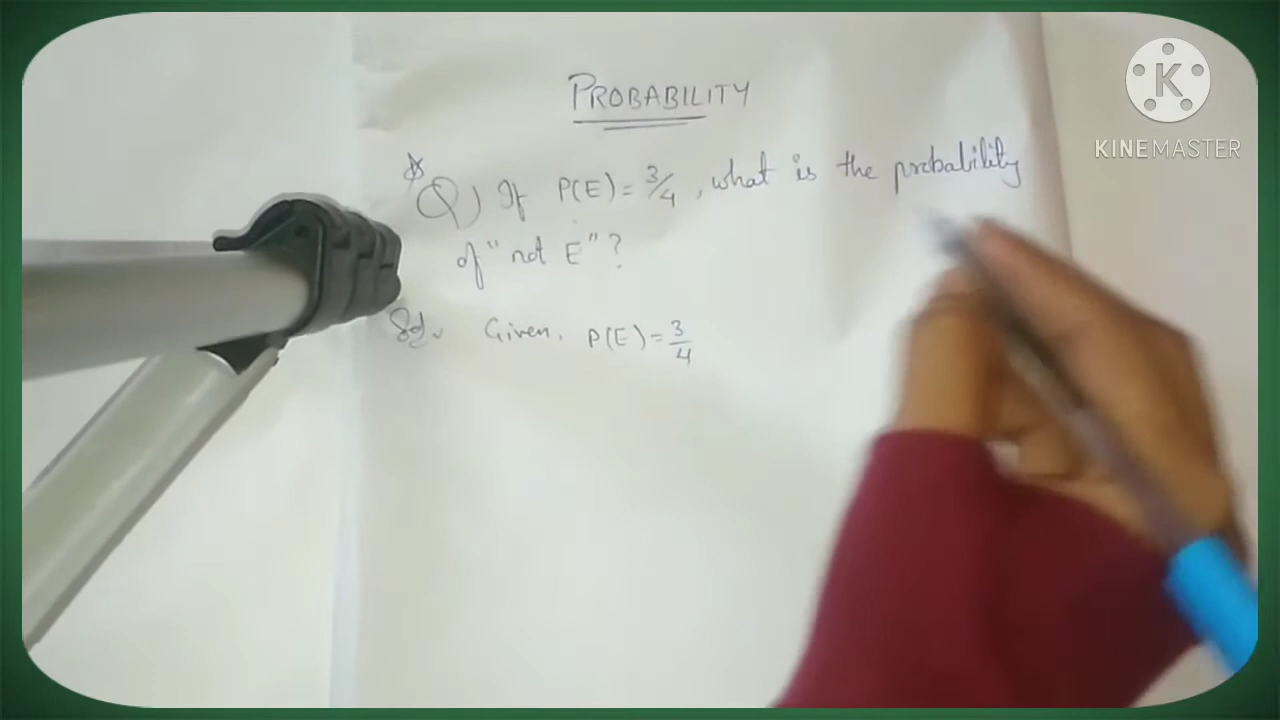 PROBABILITY
Q) If P(E) = 3/4, what is the probability
of "not E"?
Sol. Given, P(E) = 3/4
K
KINEMASTER